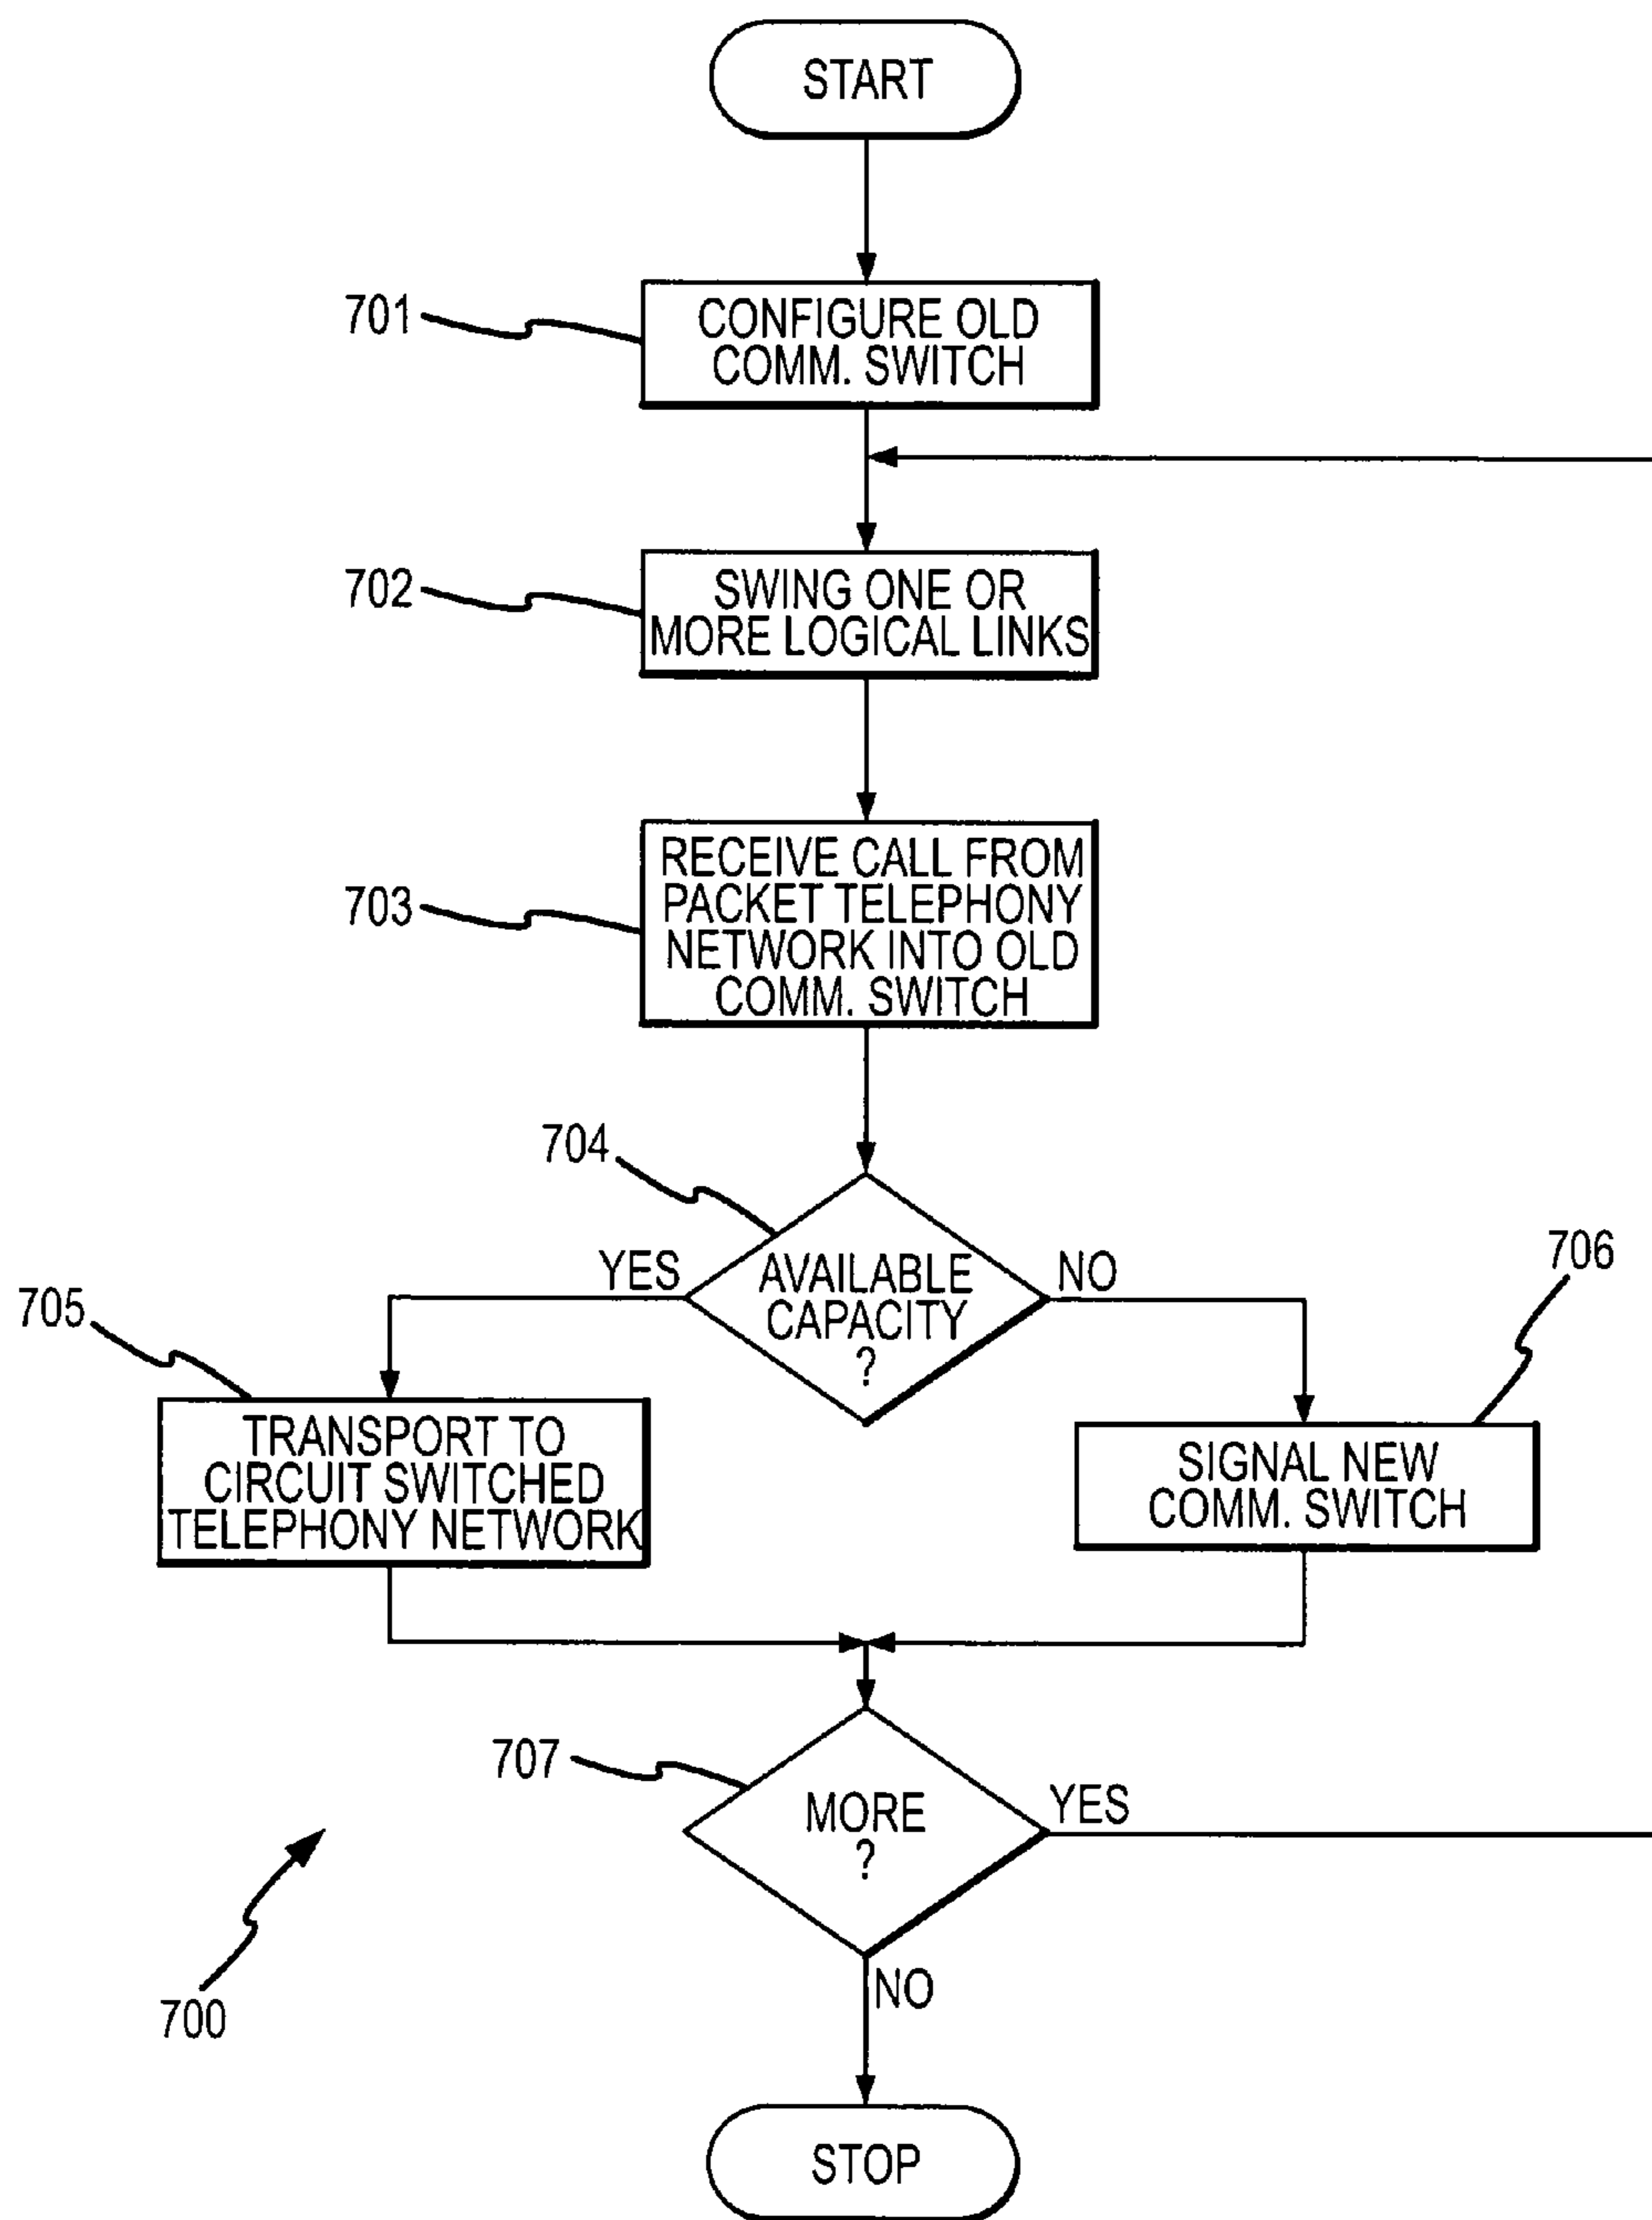 START
701
CONFIGURE OLD
COMM. SWITCH
702
SWING ONE OR
MORE LOGICAL LINKS
703
RECEIVE CALL FROM
PACKET TELEPHONY
NETWORK INTO OLD
COMM. SWITCH
704
YES
AVAILABLE
CAPACITY
?
NO
705
706
TRANSPORT TO
CIRCUIT SWITCHED
TELEPHONY NETWORK
SIGNAL NEW
COMM. SWITCH
707
MORE
?
YES
NO
700
STOP